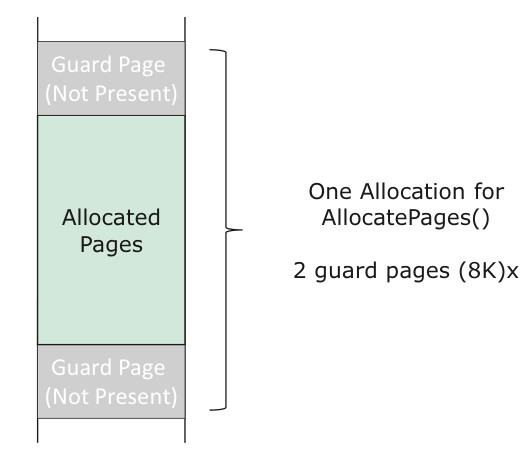 Guard Page
(Not Present)
Allocated
Pages
Guard Page
(Not Present)
One Allocation for
AllocatePages()
2 guard pages (8K)x